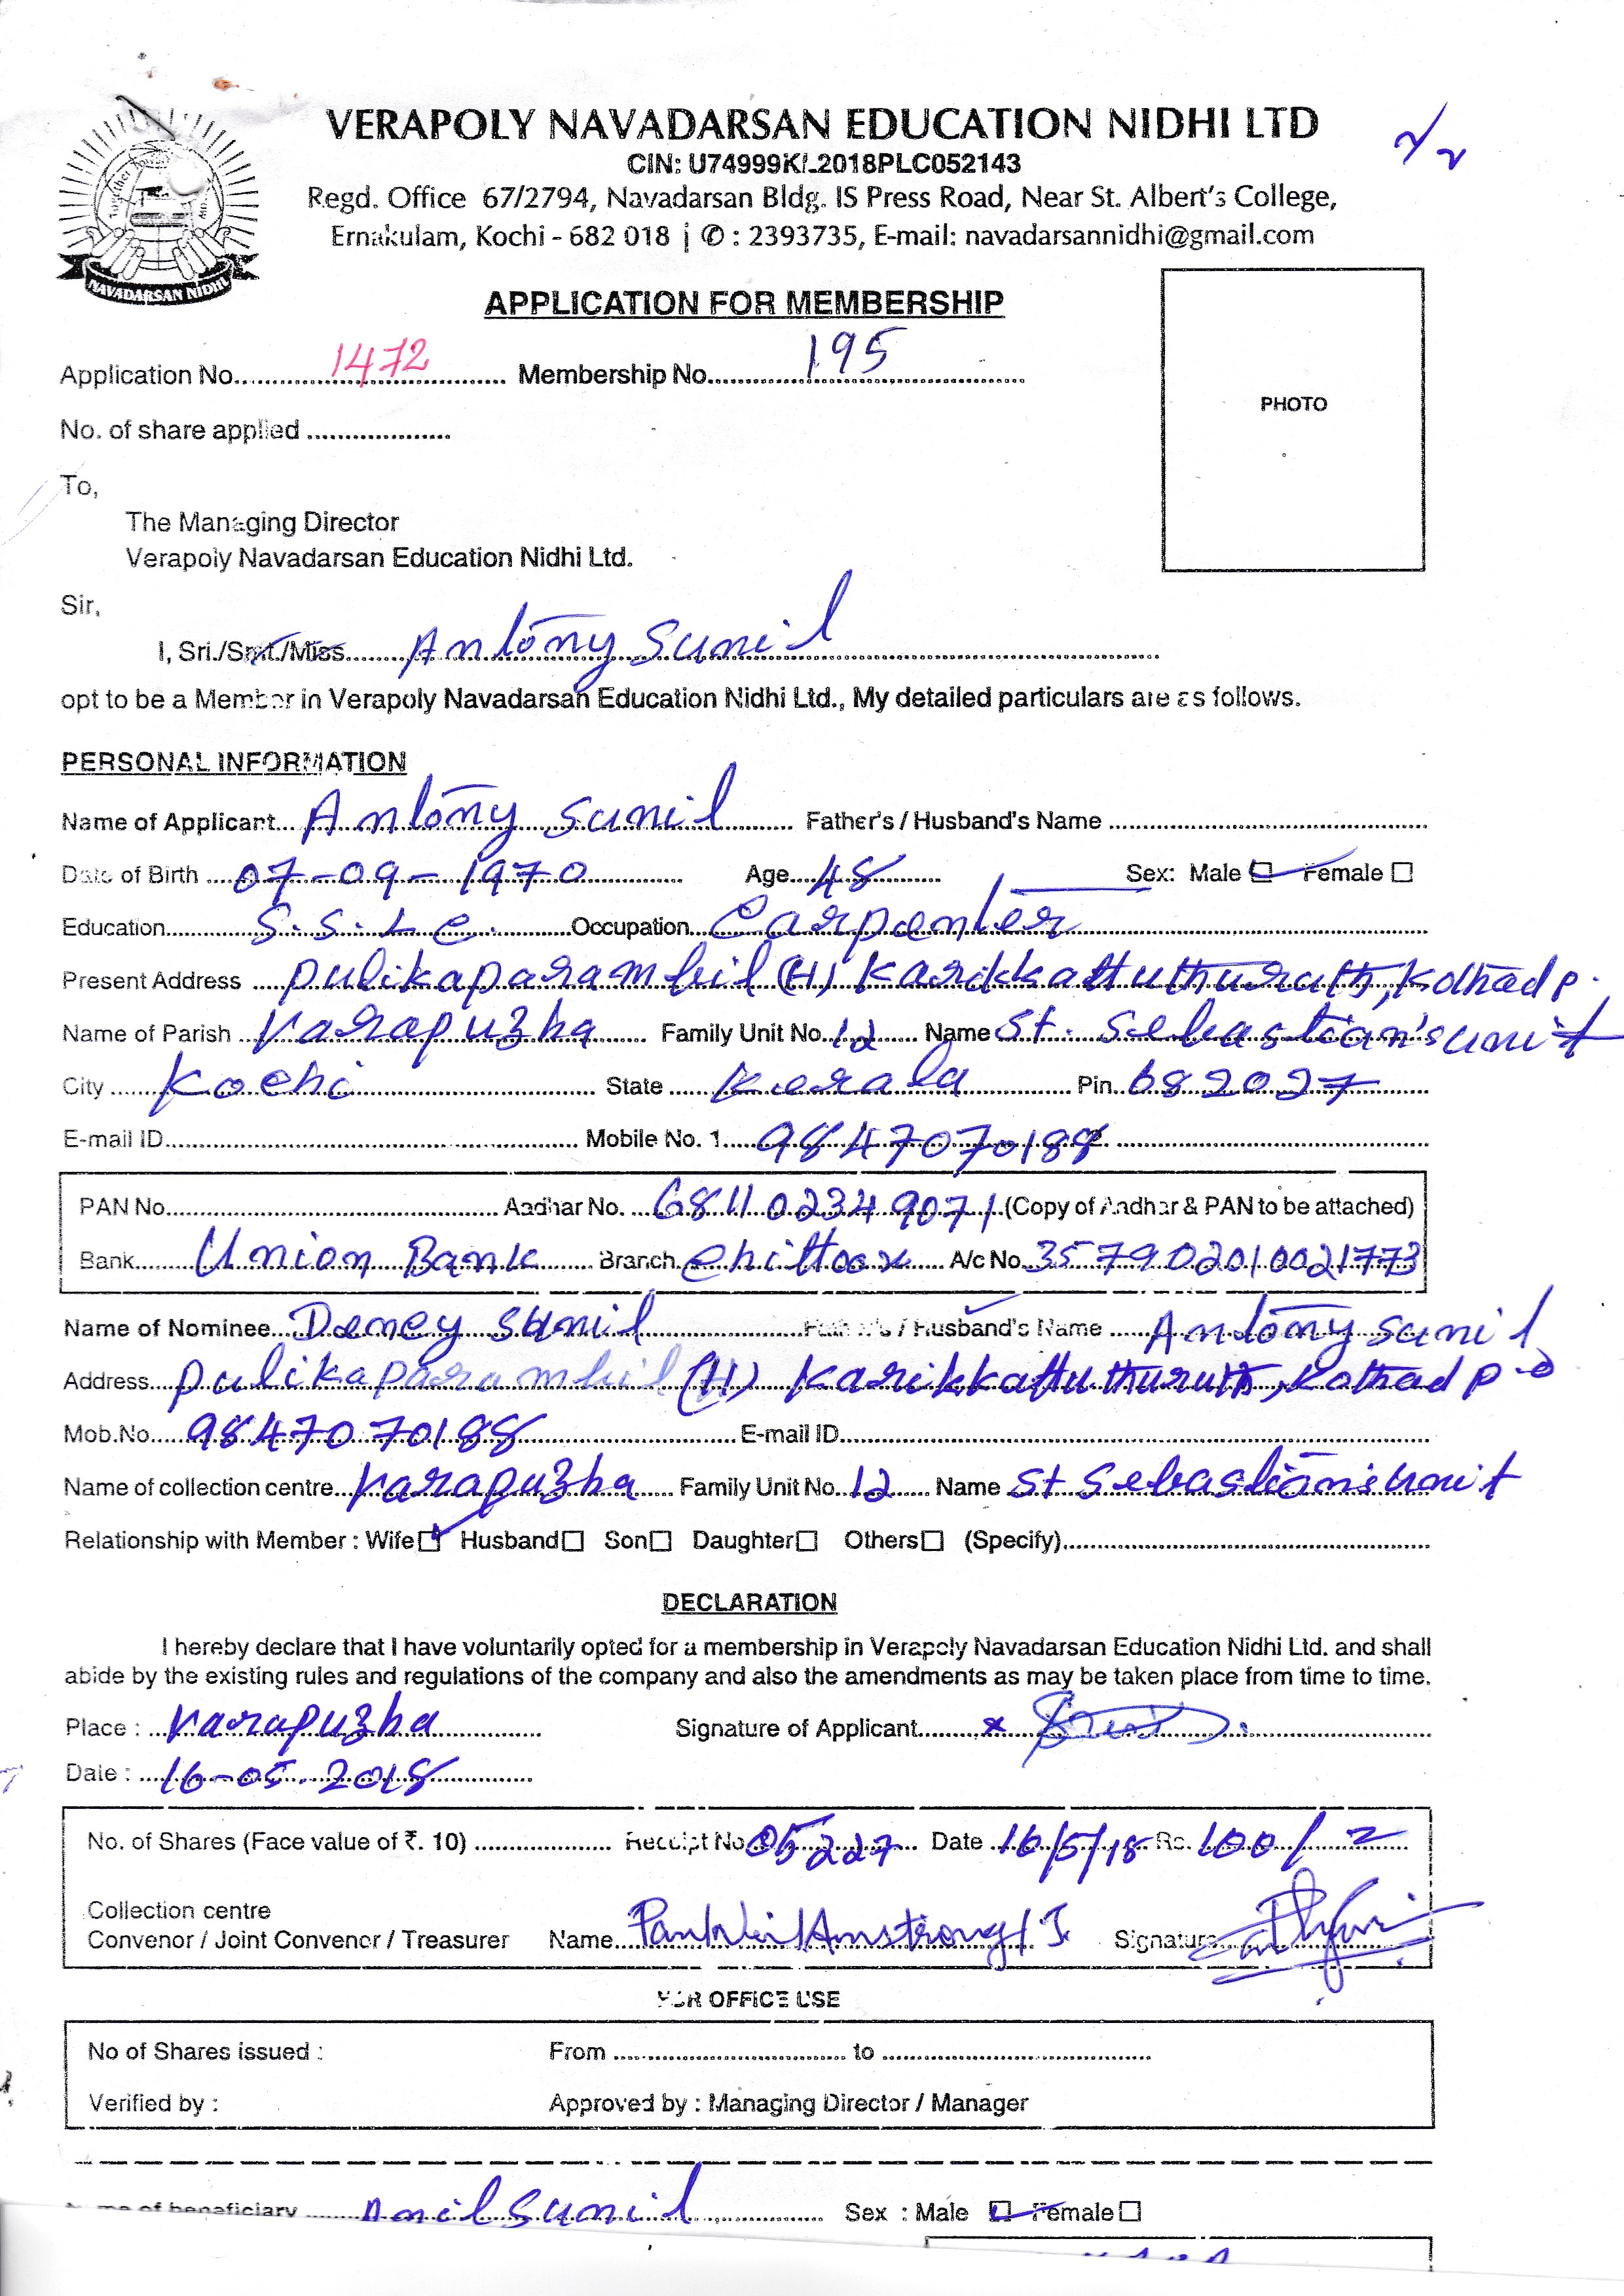 VERAPOLY NAVADARSAN EDUCATION NIDHI LTD
CIN: U74999KL2018PLC052143
Regd. Office 67/2794, Navadarsan Bldg. IS Press Road, Near St. Albert's College,
Ernakulam, Kochi - 682 018 | ✆ : 2393735, E-mail: navadarsannidhi@gmail.com
NAVADARSAN NIDHI
APPLICATION FOR MEMBERSHIP
Application No. 1472 Membership No. 195
No. of share applied
PHOTO
To,
The Managing Director
Verapoly Navadarsan Education Nidhi Ltd.
Sir,
I, Sri./Smt./Miss Antony Sunil
opt to be a Member in Verapoly Navadarsan Education Nidhi Ltd., My detailed particulars are as follows.
PERSONAL INFORMATION
Name of Applicant Antony Sunil Father's / Husband's Name
Date of Birth 07-09-1970 Age 48 Sex: Male Female
Education S.S.L.C. Occupation Carpenter
Present Address Pulikaparambil (H) Karikkattuthuruth, Kothad P.
Name of Parish Varapuzha Family Unit No. 12 Name St. Sebastian's unit
City Kochi State Kerala Pin 682027
E-mail ID Mobile No. 1 9847070188
PAN No. Aadhar No. 681102349071 (Copy of Aadhar & PAN to be attached)
Bank Union Bank Branch Chittoor A/c No. 357902010021773
Name of Nominee Dency Sunil Father's / Husband's Name Antony Sunil
Address Pulikaparambil (H) Karikkattuthuruth, Kothad P.O
Mob.No. 9847070188 E-mail ID
Name of collection centre Varapuzha Family Unit No. 12 Name St Sebastian's unit
Relationship with Member : Wife Husband Son Daughter Others (Specify)
DECLARATION
I hereby declare that I have voluntarily opted for a membership in Verapoly Navadarsan Education Nidhi Ltd. and shall
abide by the existing rules and regulations of the company and also the amendments as may be taken place from time to time.
Place : Varapuzha Signature of Applicant x
Date : 16-05-2018
No. of Shares (Face value of ₹. 10) Receipt No. 05227 Date 16/5/18 Rs. 100/
Collection centre
Convenor / Joint Convenor / Treasurer Name Armstrong Signature
FOR OFFICE USE
No of Shares issued : From to
Verified by : Approved by : Managing Director / Manager
Name of beneficiary Amil Sunil Sex : Male Female